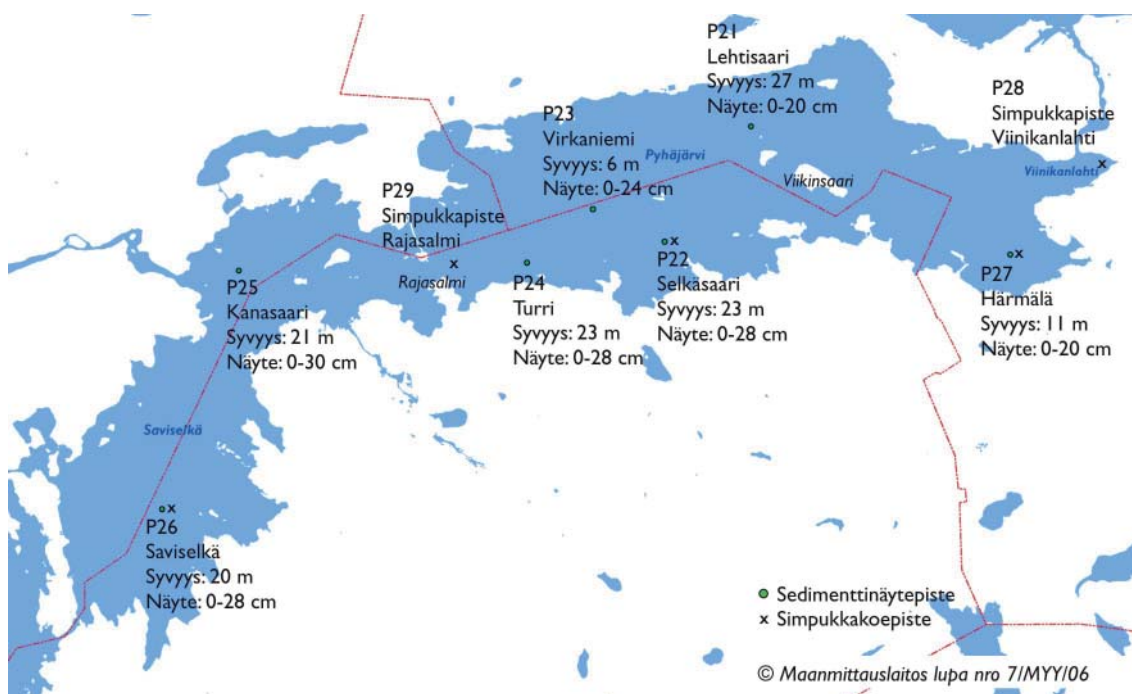 P21
Lehtisaari
Syvyys: 27 m
Näyte: 0-20 cm
P28
Simpukkapiste
Viinikanlahti
P23
Virkaniemi
Syvyys: 6 m
Näyte: 0-24 cm
Pyhäjärvi
Viikinsaari
Viinikanlahti
P29
Simpukkapiste
Rajasalmi
Rajasalmi
P25
Kanasaari
Syvyys: 21 m
Näyte: 0-30 cm
P24
Turri
Syvyys: 23 m
Näyte: 0-28 cm
P22
Selkäsaari
Syvyys: 23 m
Näyte: 0-28 cm
P27
Härmälä
Syvyys: 11 m
Näyte: 0-20 cm
Saviselkä
P26
Saviselkä
Syvyys: 20 m
Näyte: 0-28 cm
Sedimenttinäytepiste
x Simpukkakoepiste
© Maanmittauslaitos lupa nro 7/MYY/06